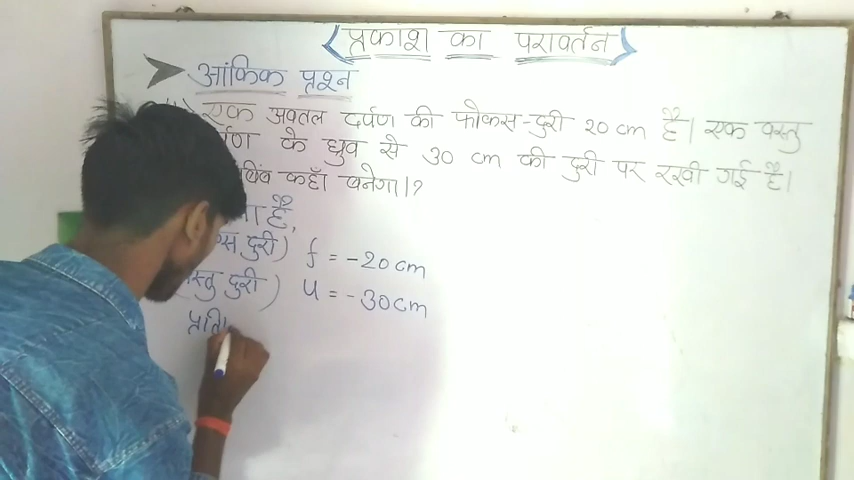 प्रकाश का परावर्तन
आंकिक प्रश्न
एक अवतल दर्पण की फोकस-दुरी 20 cm है। एक वस्तु
के ध्रुव से 30 cm की दुरी पर रखी गई है।
कहाँ बनेगा।?
है,
दुरी) f = -20 cm
दुरी) u = -30 cm
प्रति